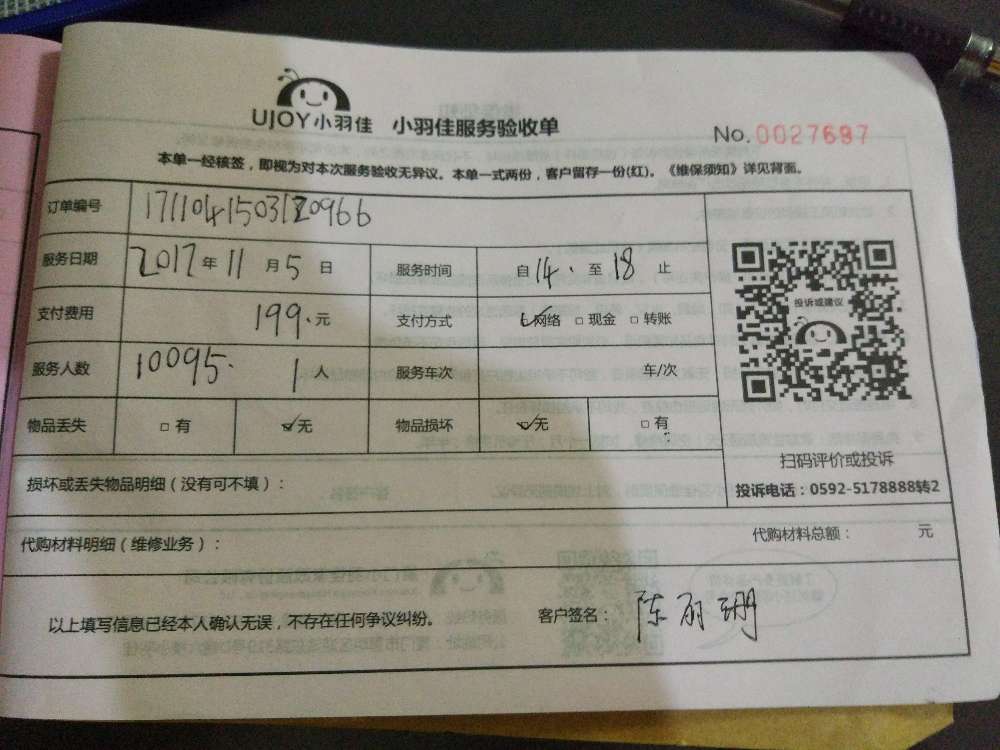 UJOY小羽佳 小羽佳服务验收单
No.0027697
本单一经核签，即视为对本次服务验收无异议。本单一式两份，客户留存一份(红)。《维保须知》详见背面。
订单编号 1711041503120966
服务日期 2017年11月5日 服务时间 自14.至18止
支付费用 199.元 支付方式 网络 □现金 □转账
投诉或建议
服务人数 10095. 1人 服务车次 车/次
物品丢失 □有 ☑无 物品损坏 ☑无 □有
扫码评价或投诉
损坏或丢失物品明细（没有可不填）：
投诉电话：0592-5178888转2
代购材料明细（维修业务）： 代购材料总额： 元
以上填写信息已经本人确认无误，不存在任何争议纠纷。 客户签名：陈丽珊